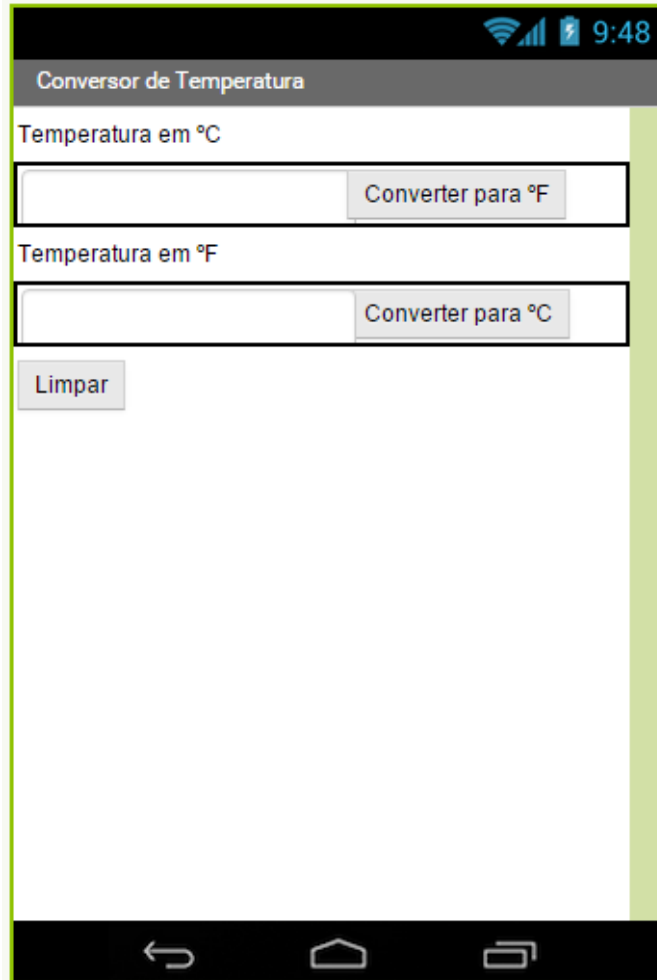 9:48
Conversor de Temperatura
Temperatura em ºC
Converter para ºF
Temperatura em ºF
Converter para ºC
Limpar